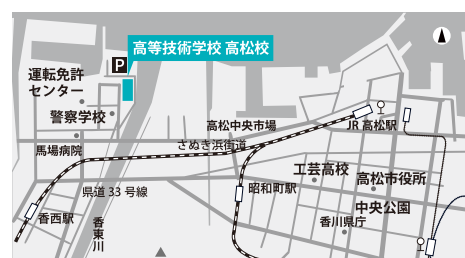 高等技術学校 高松校
P
運転免許
センター
警察学校
高松中央市場
JR 高松駅
さぬき浜街道
馬場病院
工芸高校
高松市役所
県道 33 号線
昭和町駅
中央公園
香西駅
香東川
香川県庁